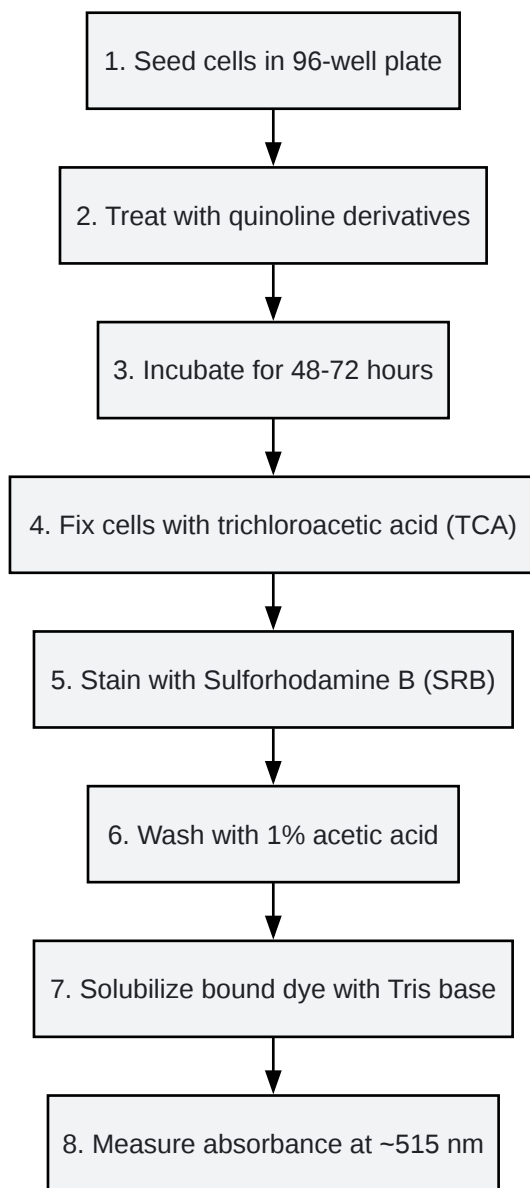 1. Seed cells in 96-well plate
2. Treat with quinoline derivatives
3. Incubate for 48-72 hours
4. Fix cells with trichloroacetic acid (TCA)
5. Stain with Sulforhodamine B (SRB)
6. Wash with 1% acetic acid
7. Solubilize bound dye with Tris base
8. Measure absorbance at ~515 nm